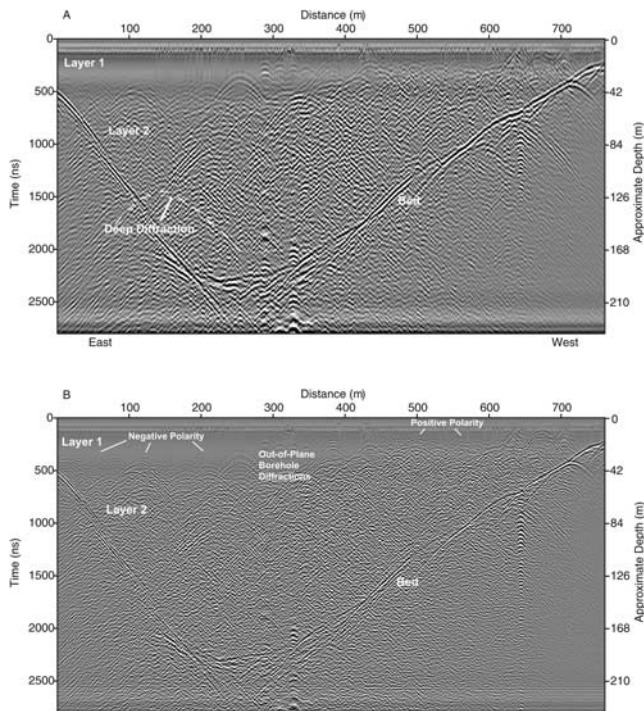 A
Distance (m)
100 200 300 400 500 600 700
0 0
Layer 1
500 42
Layer 2
1000 84
Time (ns)
Approximate Depth (m)
1500 126
Bed
Deep Diffraction
2000 168
2500 210
East West
B
Distance (m)
100 200 300 400 500 600 700
0 0
Positive Polarity
Layer 1 Negative Polarity
Out-of-Plane
Borehole
Diffractions
500 42
Layer 2
1000 84
Time (ns)
Approximate Depth (m)
1500 126
Bed
2000 168
2500 210